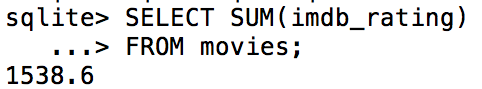 sqlite> SELECT SUM(imdb_rating)
   ...> FROM movies;
1538.6